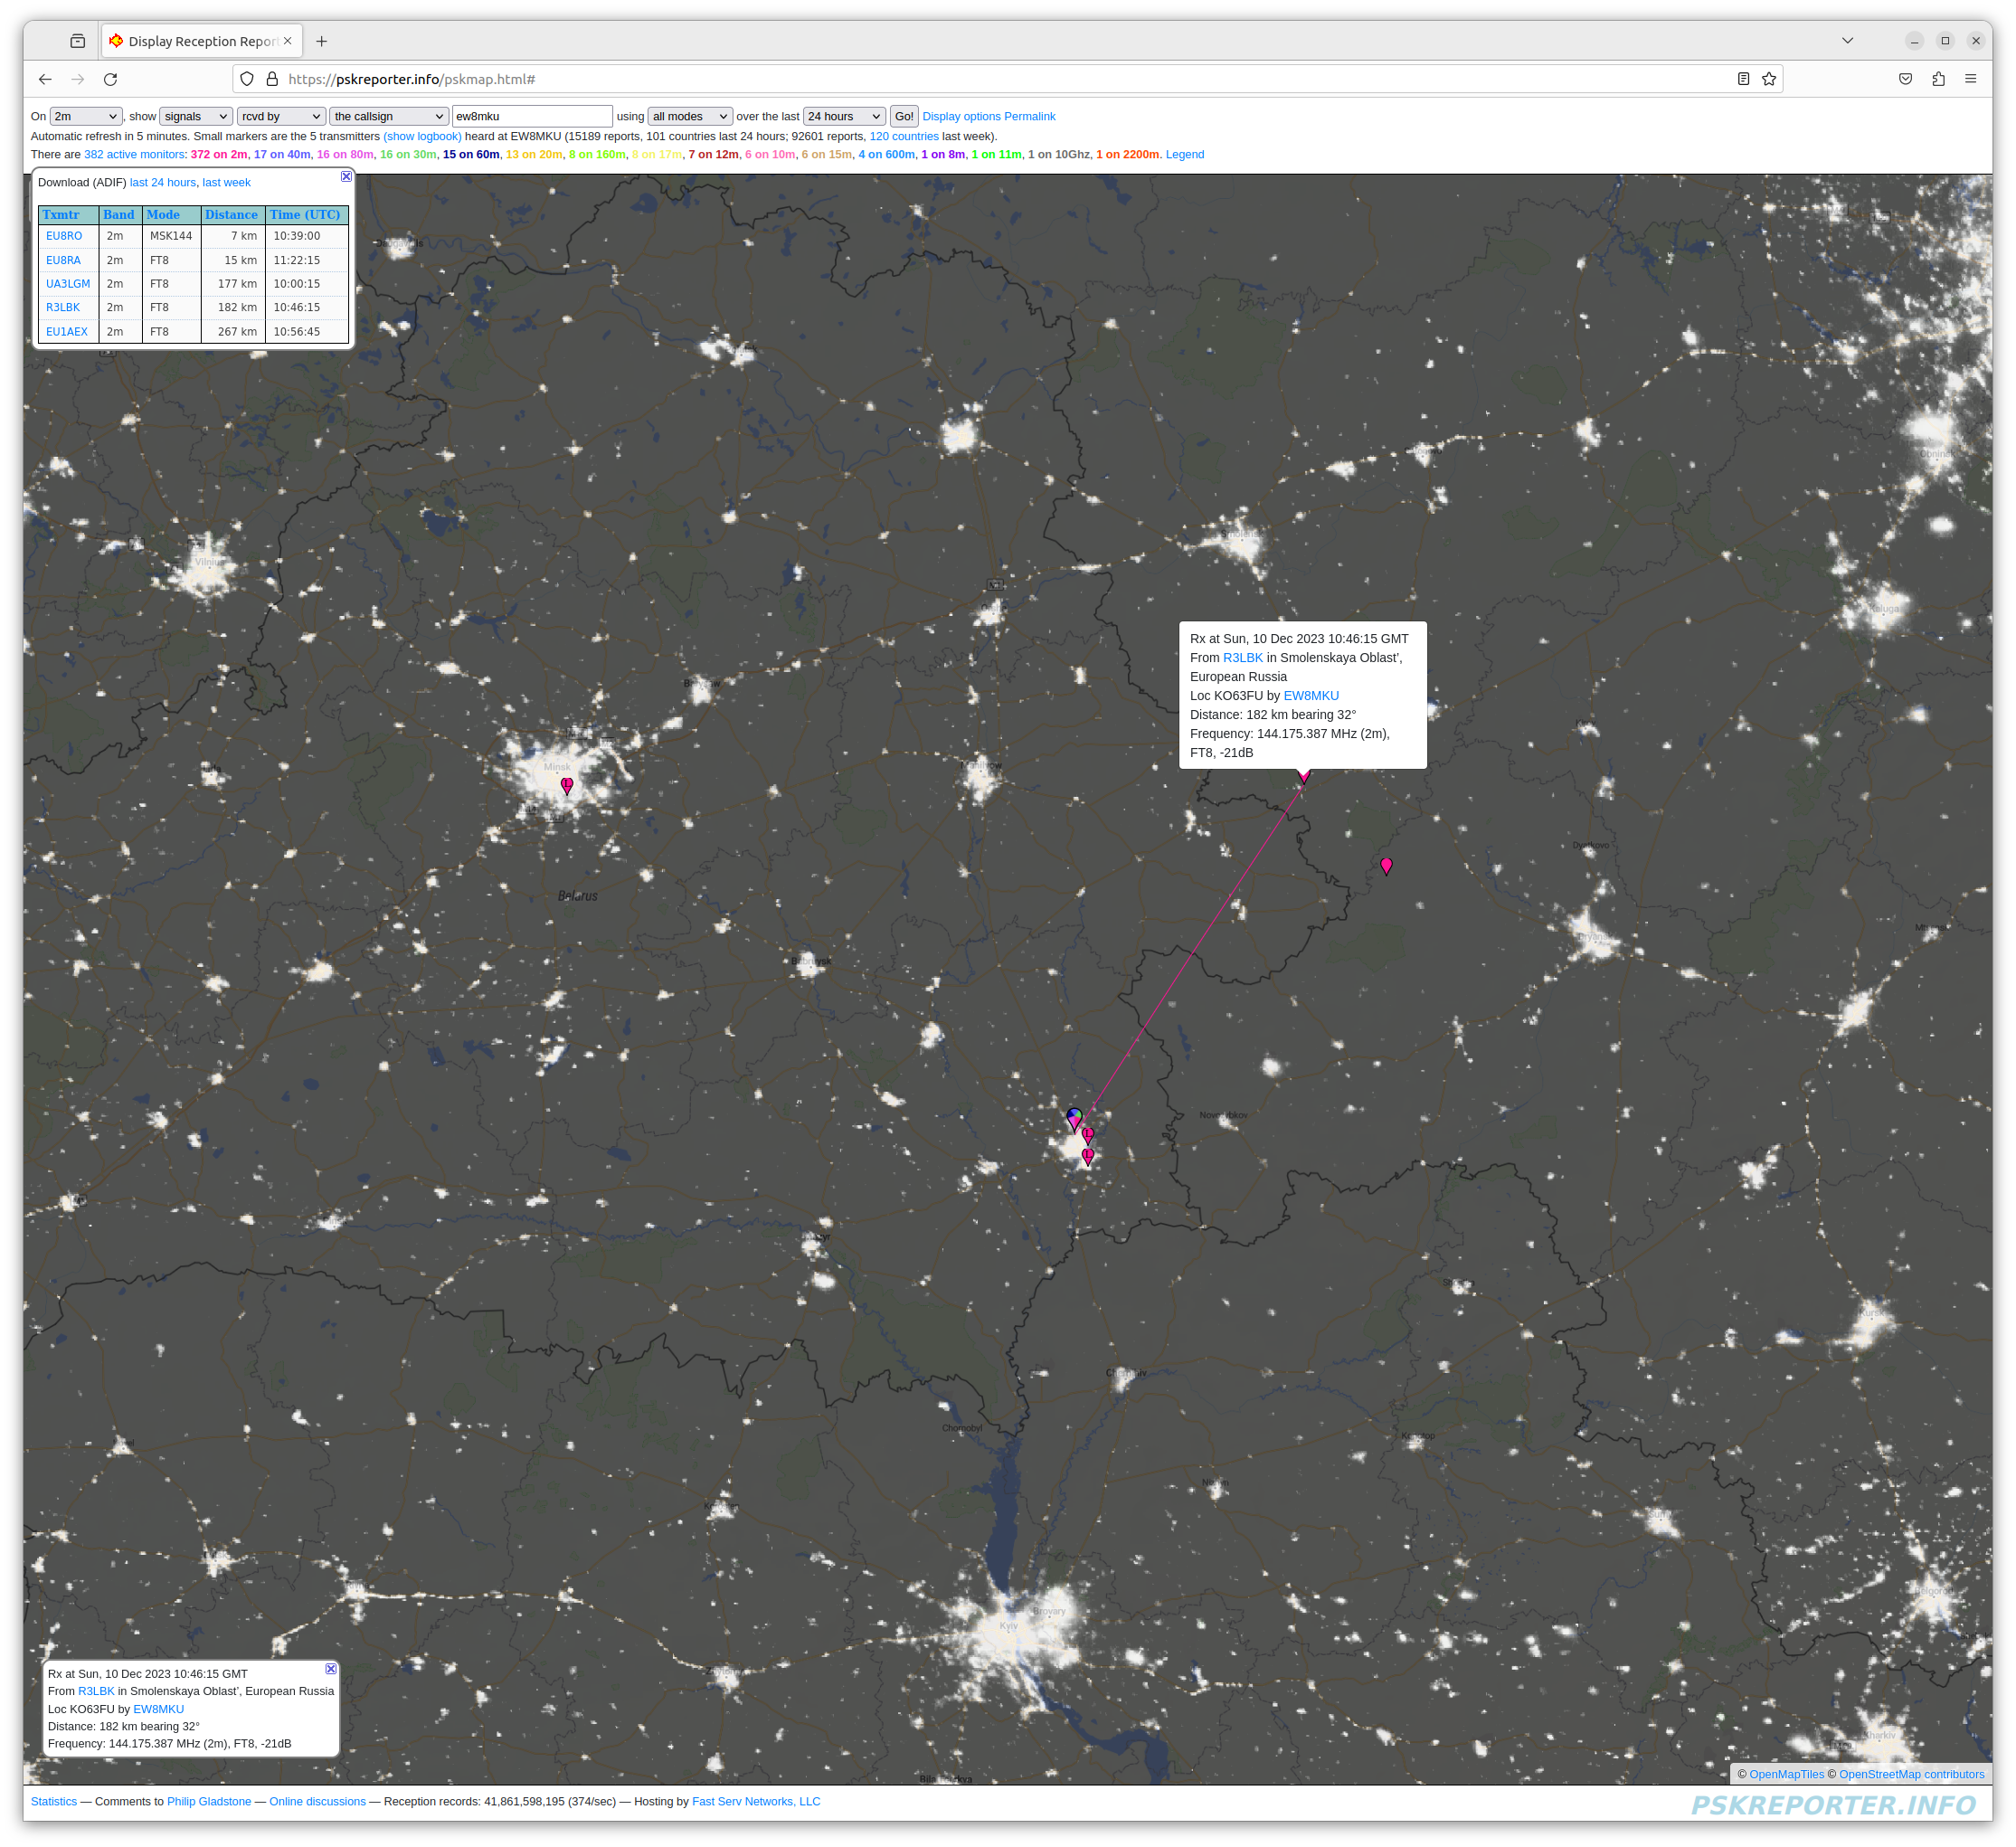 Display Reception Repor
https://pskreporter.info/pskmap.html#
On 2m , show signals rcvd by the callsign ew8mku using all modes over the last 24 hours Go! Display options Permalink
Automatic refresh in 5 minutes. Small markers are the 5 transmitters (show logbook) heard at EW8MKU (15189 reports, 101 countries last 24 hours; 92601 reports, 120 countries last week).
There are 382 active monitors: 372 on 2m, 17 on 40m, 16 on 80m, 16 on 30m, 15 on 60m, 13 on 20m, 8 on 160m, 8 on 17m, 7 on 12m, 6 on 10m, 6 on 15m, 4 on 600m, 1 on 8m, 1 on 11m, 1 on 10Ghz, 1 on 2200m. Legend
Download (ADIF) last 24 hours, last week
Txmtr Band Mode Distance Time (UTC)
EU8RO 2m MSK144 7 km 10:39:00
EU8RA 2m FT8 15 km 11:22:15
UA3LGM 2m FT8 177 km 10:00:15
R3LBK 2m FT8 182 km 10:46:15
EU1AEX 2m FT8 267 km 10:56:45
Vilnius
Kaluga
Rx at Sun, 10 Dec 2023 10:46:15 GMT
From R3LBK in Smolenskaya Oblast',
European Russia
Loc KO63FU by EW8MKU
Distance: 182 km bearing 32°
Frequency: 144.175.387 MHz (2m),
FT8, -21dB
Minsk
Dyatkovo
Belarus
Babruysk
Novozybkov
Chernihiv
Chornobyl
Konotop
Brovary
Kyiv
Kharkiv
Rx at Sun, 10 Dec 2023 10:46:15 GMT
From R3LBK in Smolenskaya Oblast', European Russia
Loc KO63FU by EW8MKU
Distance: 182 km bearing 32°
Frequency: 144.175.387 MHz (2m), FT8, -21dB
© OpenMapTiles © OpenStreetMap contributors
Statistics — Comments to Philip Gladstone — Online discussions — Reception records: 41,861,598,195 (374/sec) — Hosting by Fast Serv Networks, LLC
PSKREPORTER.INFO